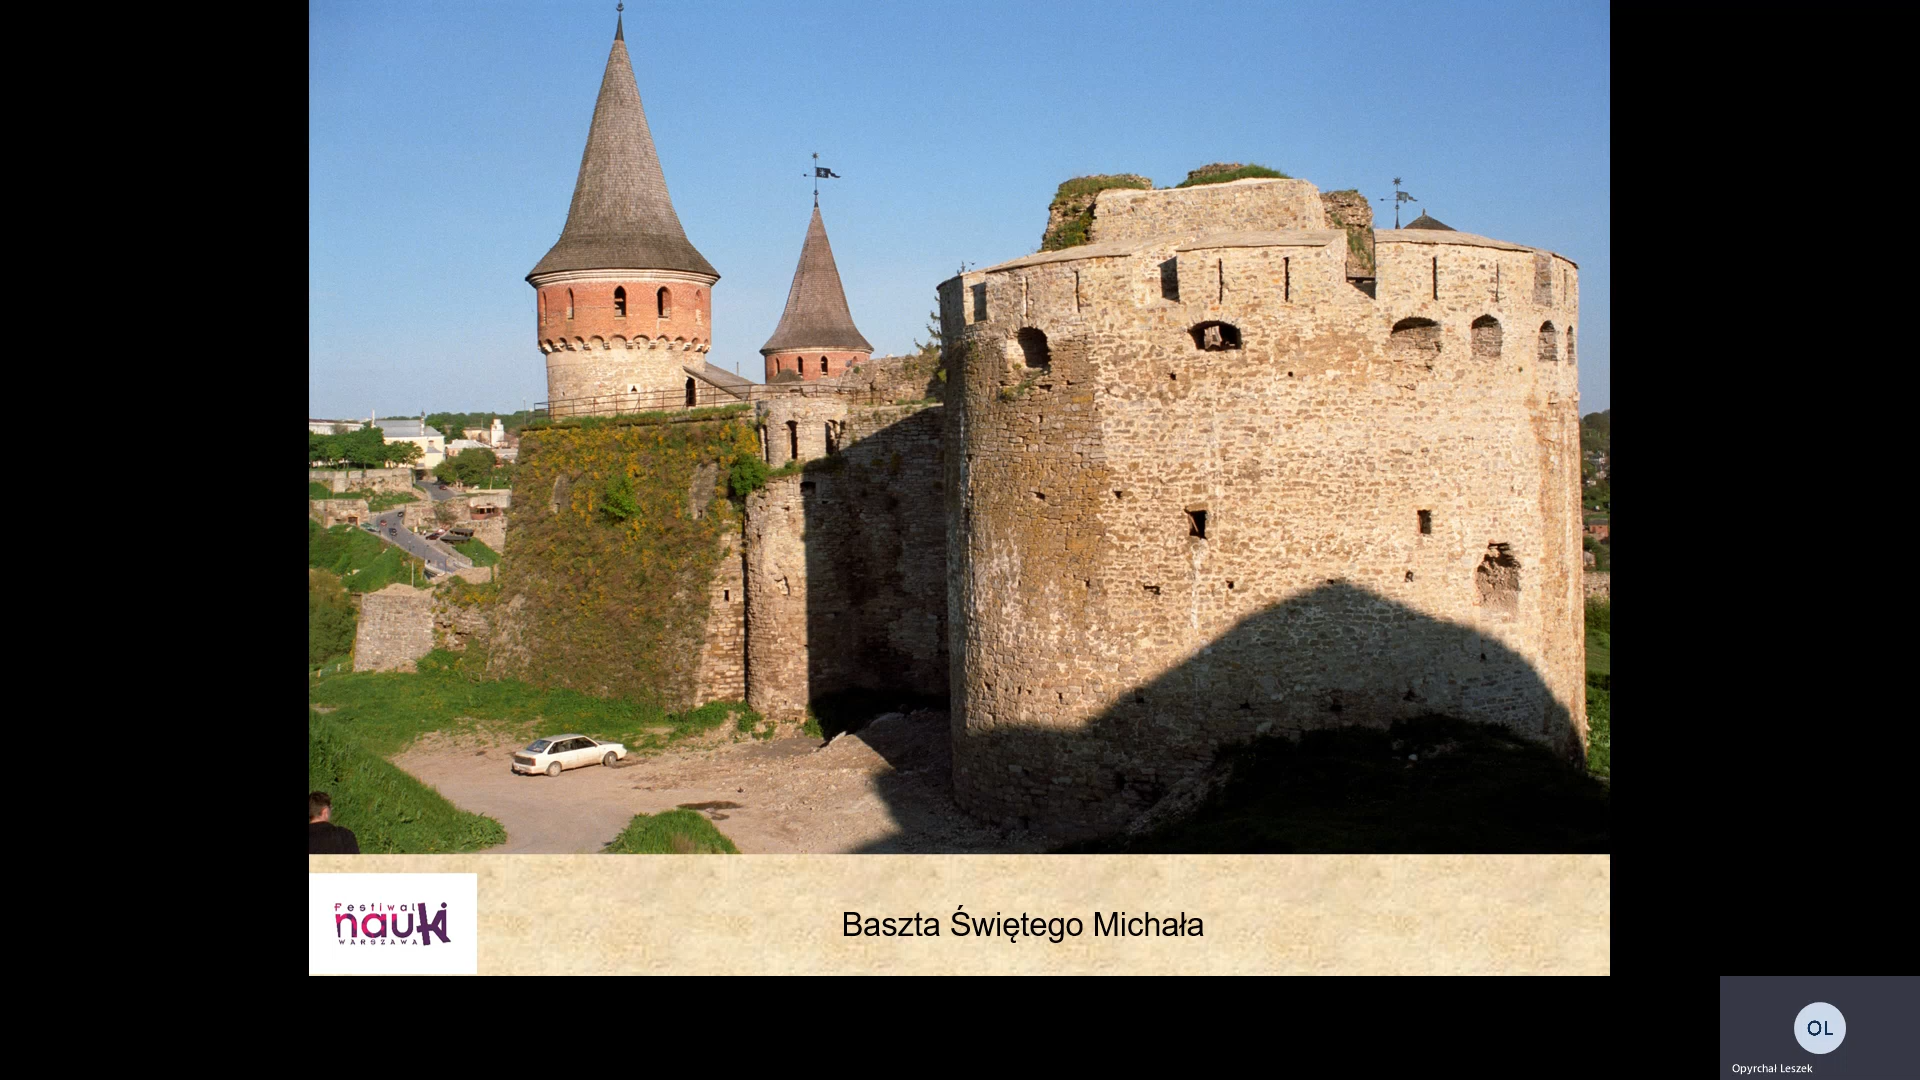 Festiwal
nauki
WARSZAWA
Baszta Świętego Michała
OL
Opyrchal Leszek